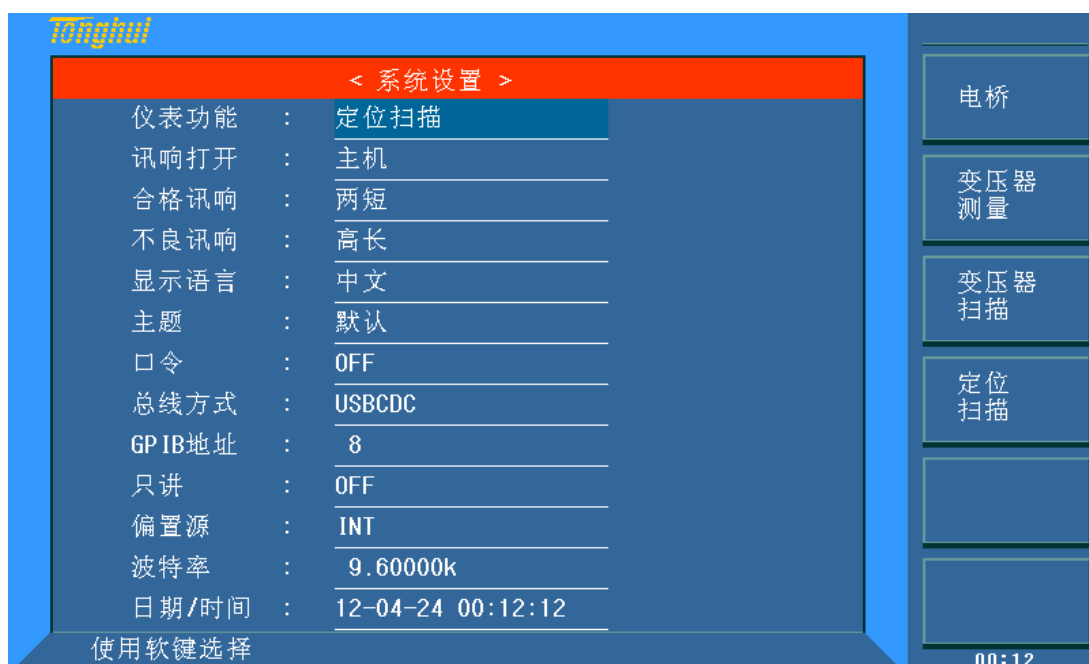 Tonghui
< 系统设置 >
仪表功能 : 定位扫描
讯响打开 : 主机
合格讯响 : 两短
不良讯响 : 高长
显示语言 : 中文
主题 : 默认
口令 : OFF
总线方式 : USBCDC
GPIB地址 : 8
只讲 : OFF
偏置源 : INT
波特率 : 9.60000k
日期/时间 : 12-04-24 00:12:12
使用软键选择
电桥
变压器
测量
变压器
扫描
定位
扫描
00:12